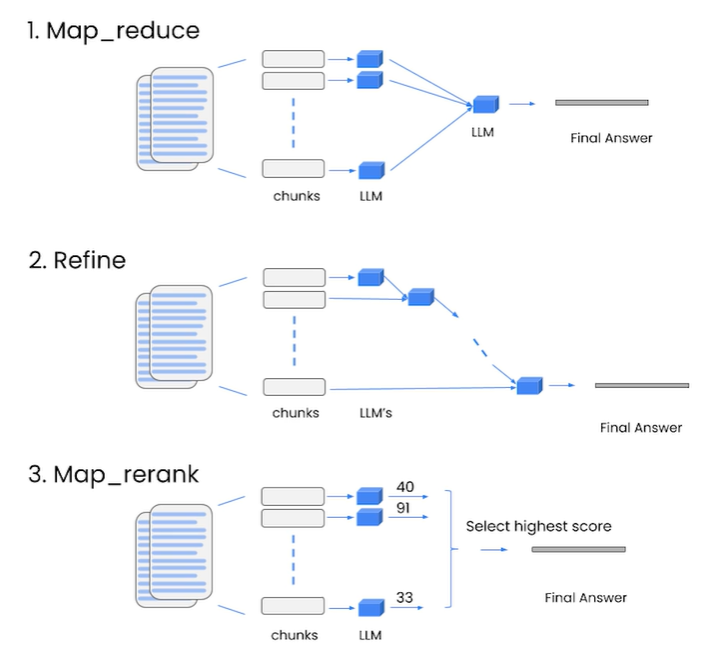 1. Map_reduce
LLM
Final Answer
chunks
LLM
2. Refine
chunks
LLM's
Final Answer
3. Map_rerank
40
91
Select highest score
33
Final Answer
chunks
LLM